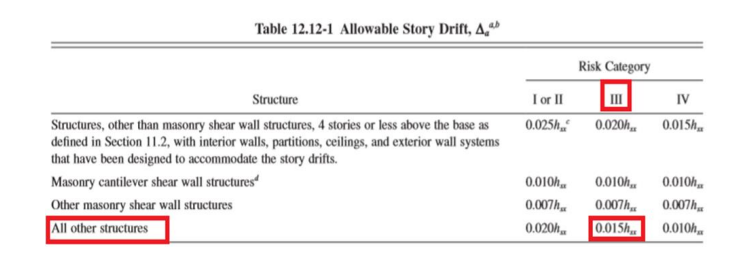 Table 12.12-1 Allowable Story Drift, Δₐᵃ,ᵇ
Risk Category
Structure I or II III IV
Structures, other than masonry shear wall structures, 4 stories or less above the base as 0.025hₛₓᶜ 0.020hₛₓ 0.015hₛₓ
defined in Section 11.2, with interior walls, partitions, ceilings, and exterior wall systems
that have been designed to accommodate the story drifts.
Masonry cantilever shear wall structuresᵈ 0.010hₛₓ 0.010hₛₓ 0.010hₛₓ
Other masonry shear wall structures 0.007hₛₓ 0.007hₛₓ 0.007hₛₓ
All other structures 0.020hₛₓ 0.015hₛₓ 0.010hₛₓ